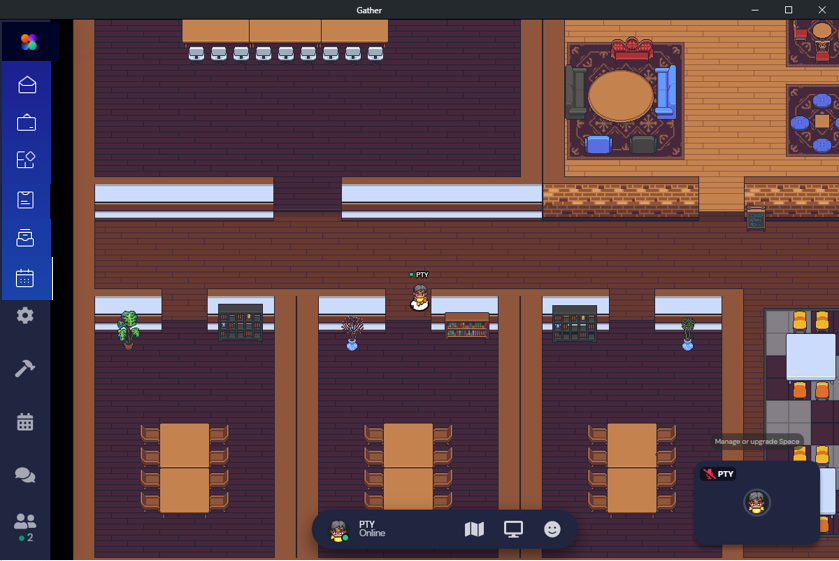 Gather
PTY
Manage or upgrade Space
PTY
PTY
Online
2